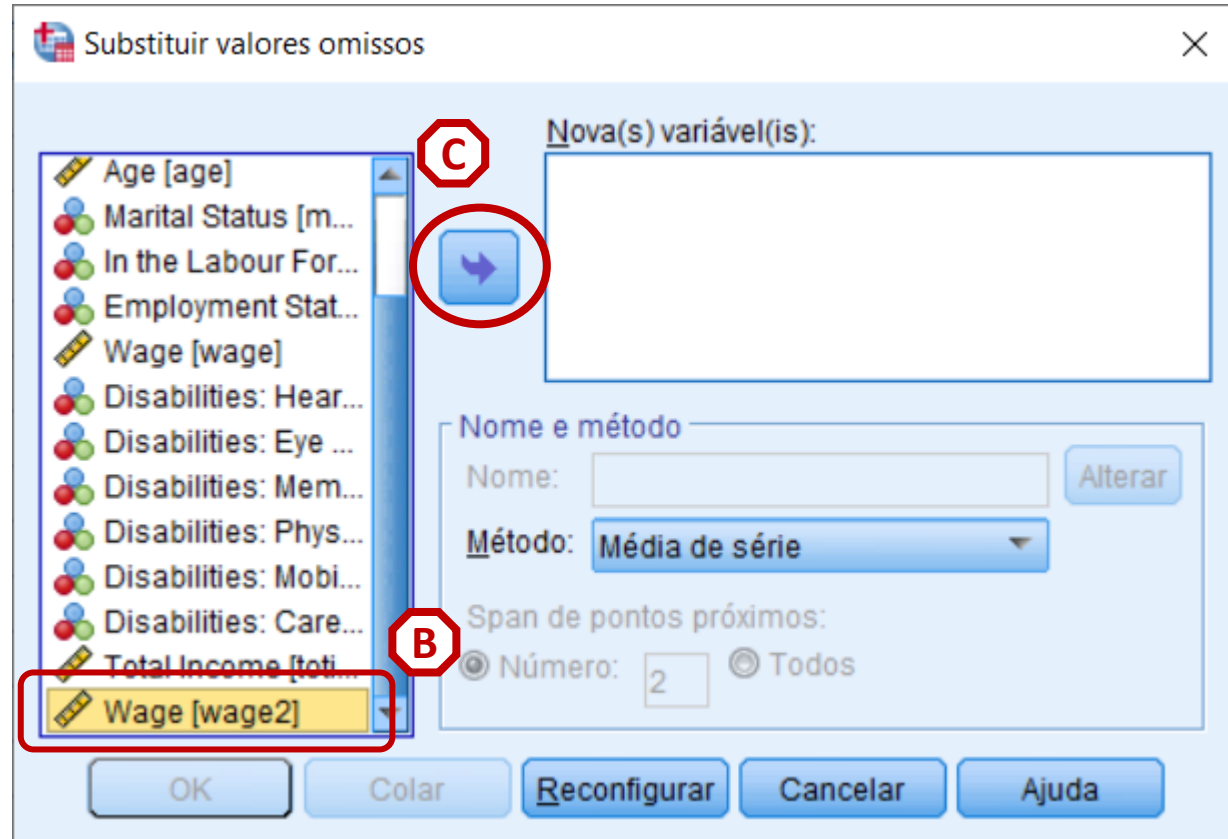 Substituir valores omissos
Nova(s) variável(is):
C
Age [age]
Marital Status [m...
In the Labour For...
Employment Stat...
Wage [wage]
Disabilities: Hear...
Disabilities: Eye ...
Disabilities: Mem...
Disabilities: Phys...
Disabilities: Mobi...
Disabilities: Care...
Total Income [toti...
Wage [wage2]
B
Nome e método
Nome:
Alterar
Método: Média de série
Span de pontos próximos:
Número: 2 Todos
OK Colar Reconfigurar Cancelar Ajuda